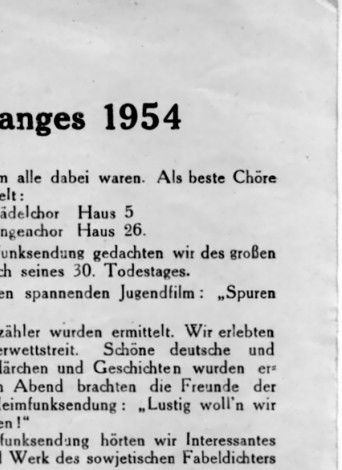 anges 1954
n alle dabei waren. Als beste Chöre
elt:
ädelchor Haus 5
ngenchor Haus 26.
unksendung gedachten wir des großen
ch seines 30. Todestages.
en spannenden Jugendfilm: „Spuren
zähler wurden ermittelt. Wir erlebten
erwettstreit. Schöne deutsche und
lärchen und Geschichten wurden er=
n Abend brachten die Freunde der
Heimfunksendung: „Lustig woll'n wir
en!"
funksendung hörten wir Interessantes
d Werk des sowjetischen Fabeldichters